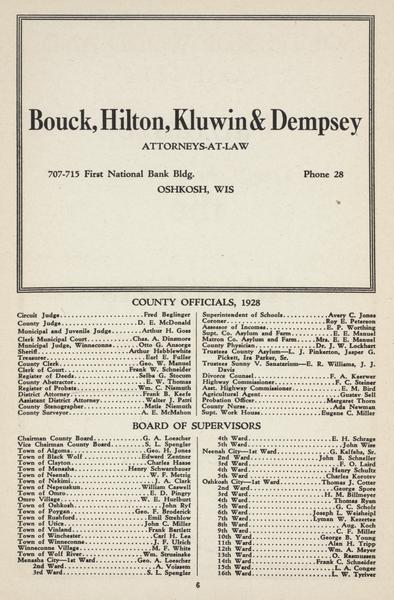 Bouck, Hilton, Kluwin & Dempsey
ATTORNEYS-AT-LAW
707-715 First National Bank Bldg. Phone 28
OSHKOSH, WIS
COUNTY OFFICIALS, 1928
Circuit Judge Fred Beglinger
County Judge D. E. McDonald
Municipal and Juvenile Judge Arthur H. Goss
Clerk Municipal Court Chas. A. Dinsmore
Municipal Judge, Winneconne Otto G. Ansorge
Sheriff Arthur Hebblewhite
Treasurer Earl E. Fuller
County Clerk Geo. W. Manuel
Clerk of Court Frank W. Schneider
Register of Deeds Selba G. Stocum
County Abstractor E. W. Thomas
Register of Probate Wm. C. Nismuth
District Attorney Frank B. Keefe
Assistant District Attorney Walter J. Patri
County Stenographer Matie Niemuth
County Surveyor A. E. McMahon
Superintendent of Schools Avery C. Jones
Coroner Roy E. Peterson
Assessor of Incomes E. P. Worthing
Supt. Co. Asylum and Farm E. E. Manuel
Matron Co. Asylum and Farm Mrs. E. E. Manuel
County Physician Dr. J. W. Lockhart
Trustees County Asylum—L. J. Pinkerton, Jasper G.
Pickett, Ira Parker, Sr.
Trustees Sunny V. Sanatarium—E. R. Williams, J. J.
Davis
Divorce Counsel F. A. Keerwer
Highway Commissioner F. C. Steiner
Asst. Highway Commissioner E. M. Bird
Agricultural Agent Gustav Sell
Probation Officer Margaret Thorn
County Nurse Ada Newman
Supt. Work House Eugene C. Miller
BOARD OF SUPERVISORS
Chairman County Board G. A. Loescher
Vice Chairman County Board S. L. Spengler
Town of Algoma Geo. H. Jones
Town of Black Wolf Edward Zentner
Town of Clayton Charles Haase
Town of Menasha Henry Schwartzbauer
Town of Neenah W. F. Metzig
Town of Nekimi J. A. Clark
Town of Nepeuskun William Caswell
Town of Omro E. D. Pingry
Omro Village W. E. Huelburt
Town of Oshkosh John Ryf
Town of Poygan Geo. F. Broderick
Town of Rushford Emil Strehlow
Town of Utica John C. Miller
Town of Vinland Frank Bartlett
Town of Winchester Carl H. Lea
Town of Winneconne J. F. Ulrich
Winneconne Village M. F. White
Town of Wolf River Wm. Strusinske
Menasha City—1st Ward Geo. A. Loescher
2nd Ward A. Voissem
3rd Ward S. L. Spengler
4th Ward E. H. Schrage
5th Ward John Wise
Neenah City—1st Ward G. Kalfahs, Sr.
2nd Ward John B. Schneller
3rd Ward F. O. Laird
4th Ward Henry Schultz
5th Ward Charles Korotev
Oshkosh City—1st Ward Thomas J. Cotter
2nd Ward George Spore
3rd Ward H. M. Billmeyer
4th Ward Thomas Ryan
5th Ward G. C. Scholz
6th Ward Joseph L. Weisheipl
7th Ward Lyman W. Kezertee
8th Ward Aug. Koch
9th Ward C. F. Miller
10th Ward George B. Young
11th Ward Alan H. Tripp
12th Ward Wm. A. Meyer
13th Ward O. Rasmussen
14th Ward Frank C. Schneider
15th Ward L. A. Conger
16th Ward L. W. Tyriver
6